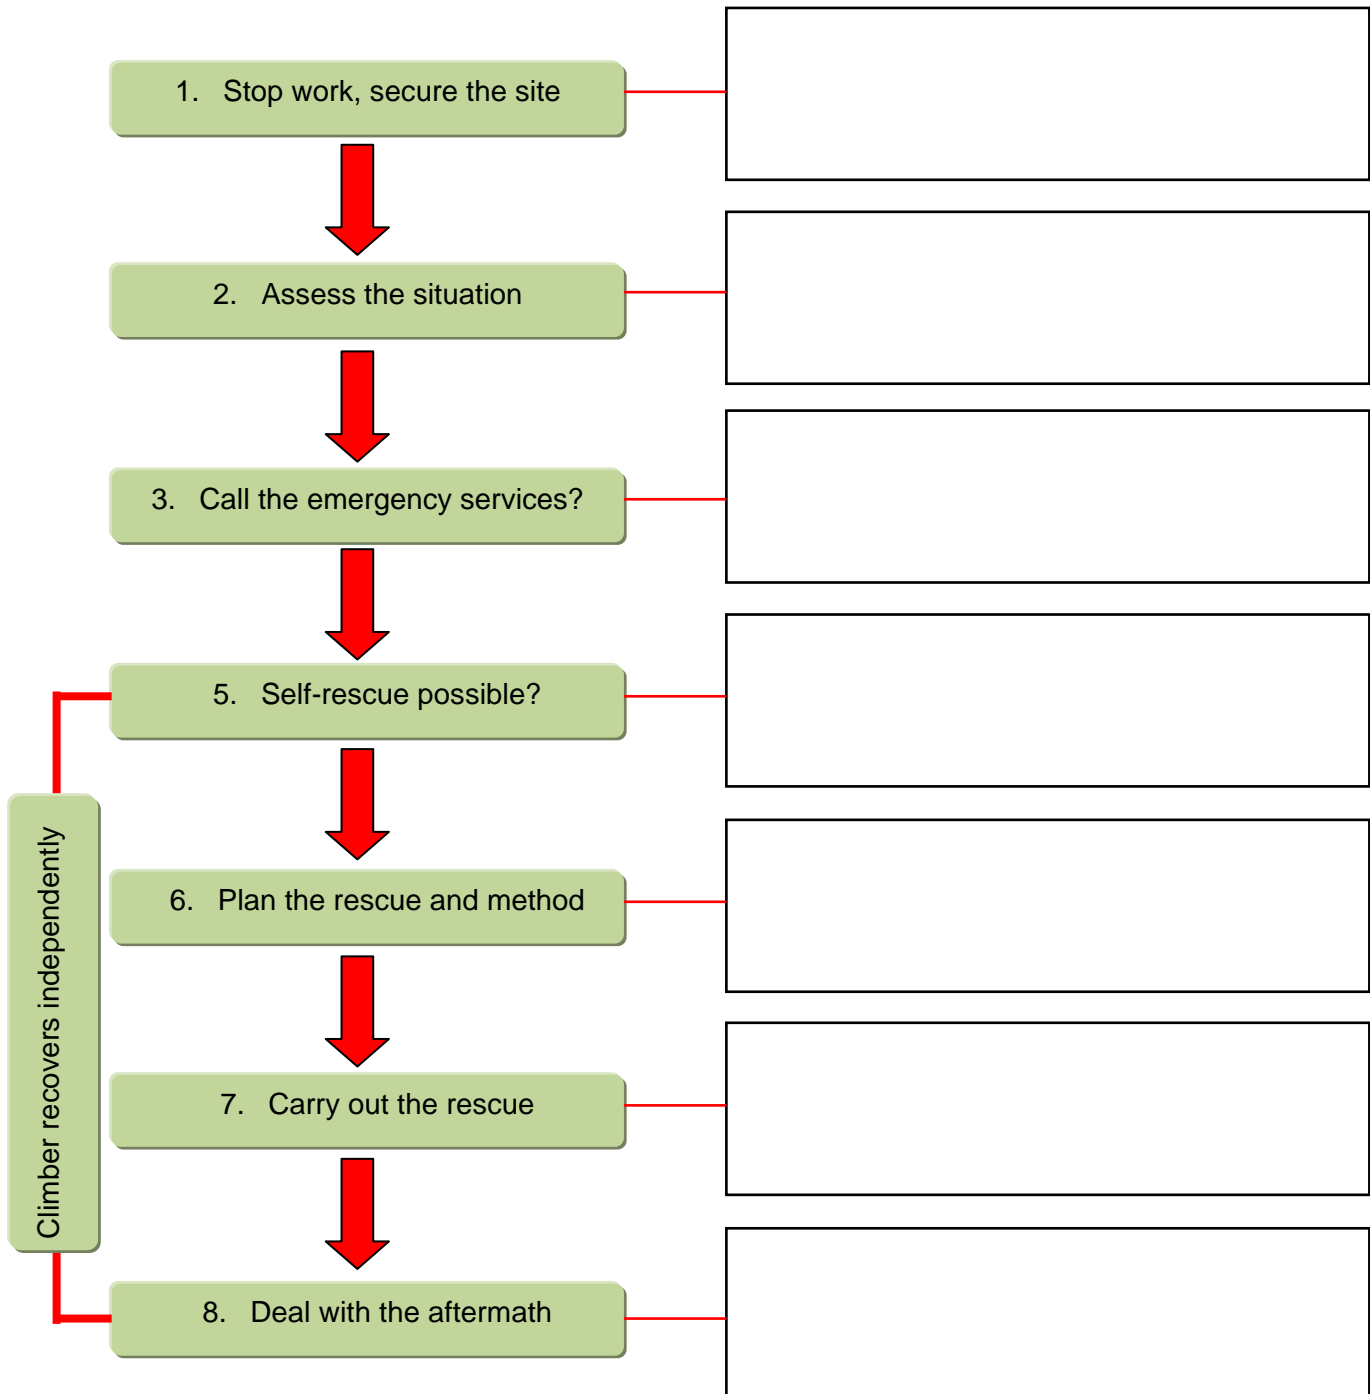 1. Stop work, secure the site
2. Assess the situation
3. Call the emergency services?
5. Self-rescue possible?
Climber recovers independently
6. Plan the rescue and method
7. Carry out the rescue
8. Deal with the aftermath